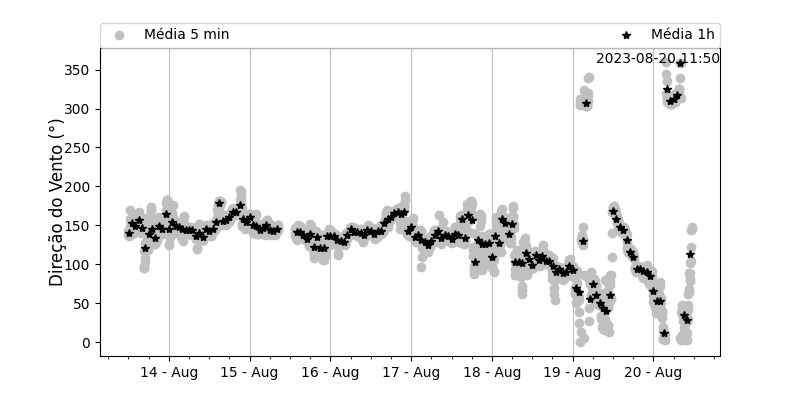 Média 5 min
Média 1h
2023-08-20 11:50
Direção do Vento (°)
350
300
250
200
150
100
50
0
14 - Aug
15 - Aug
16 - Aug
17 - Aug
18 - Aug
19 - Aug
20 - Aug